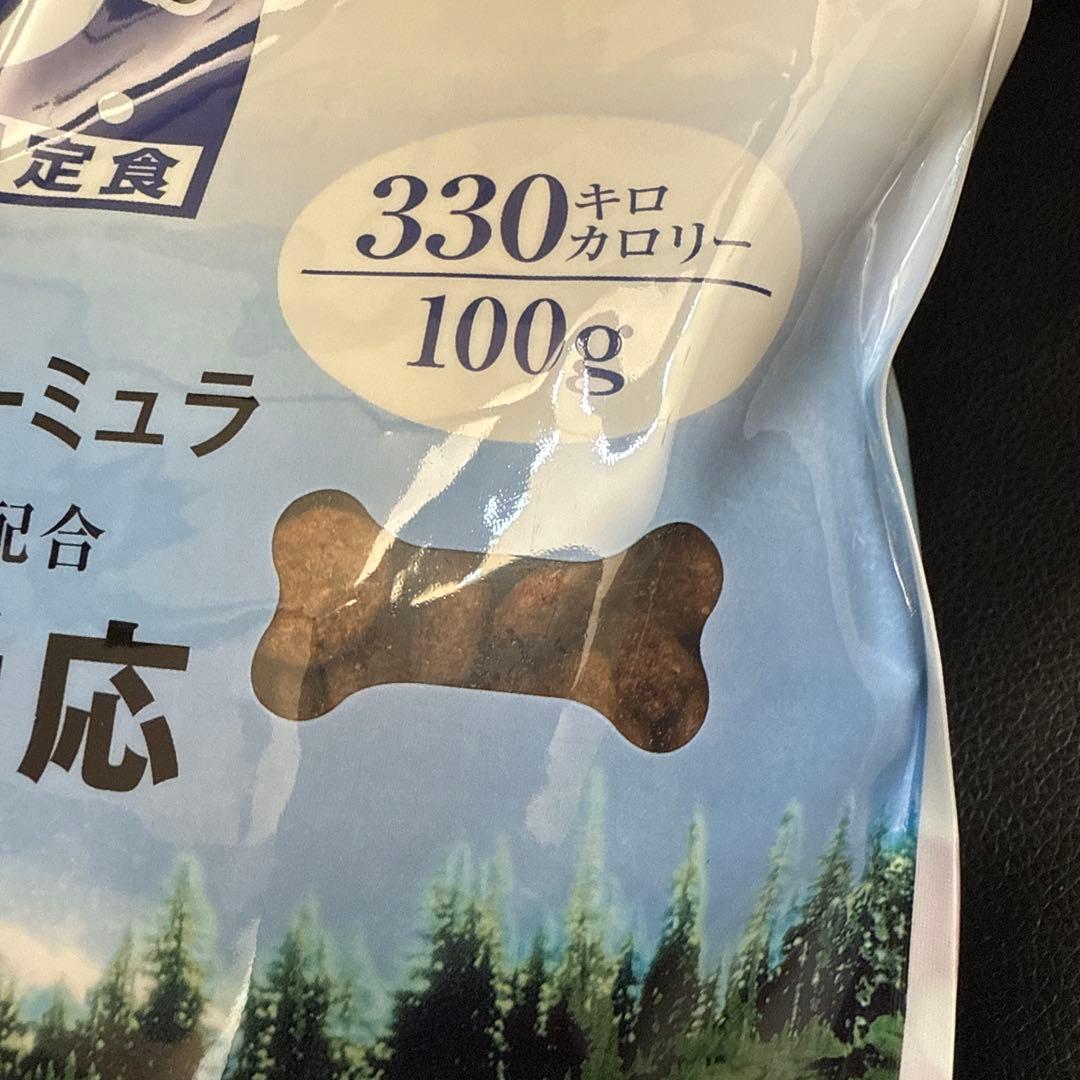 定食
330キロカロリー
100g
ーミュラ
配合
応